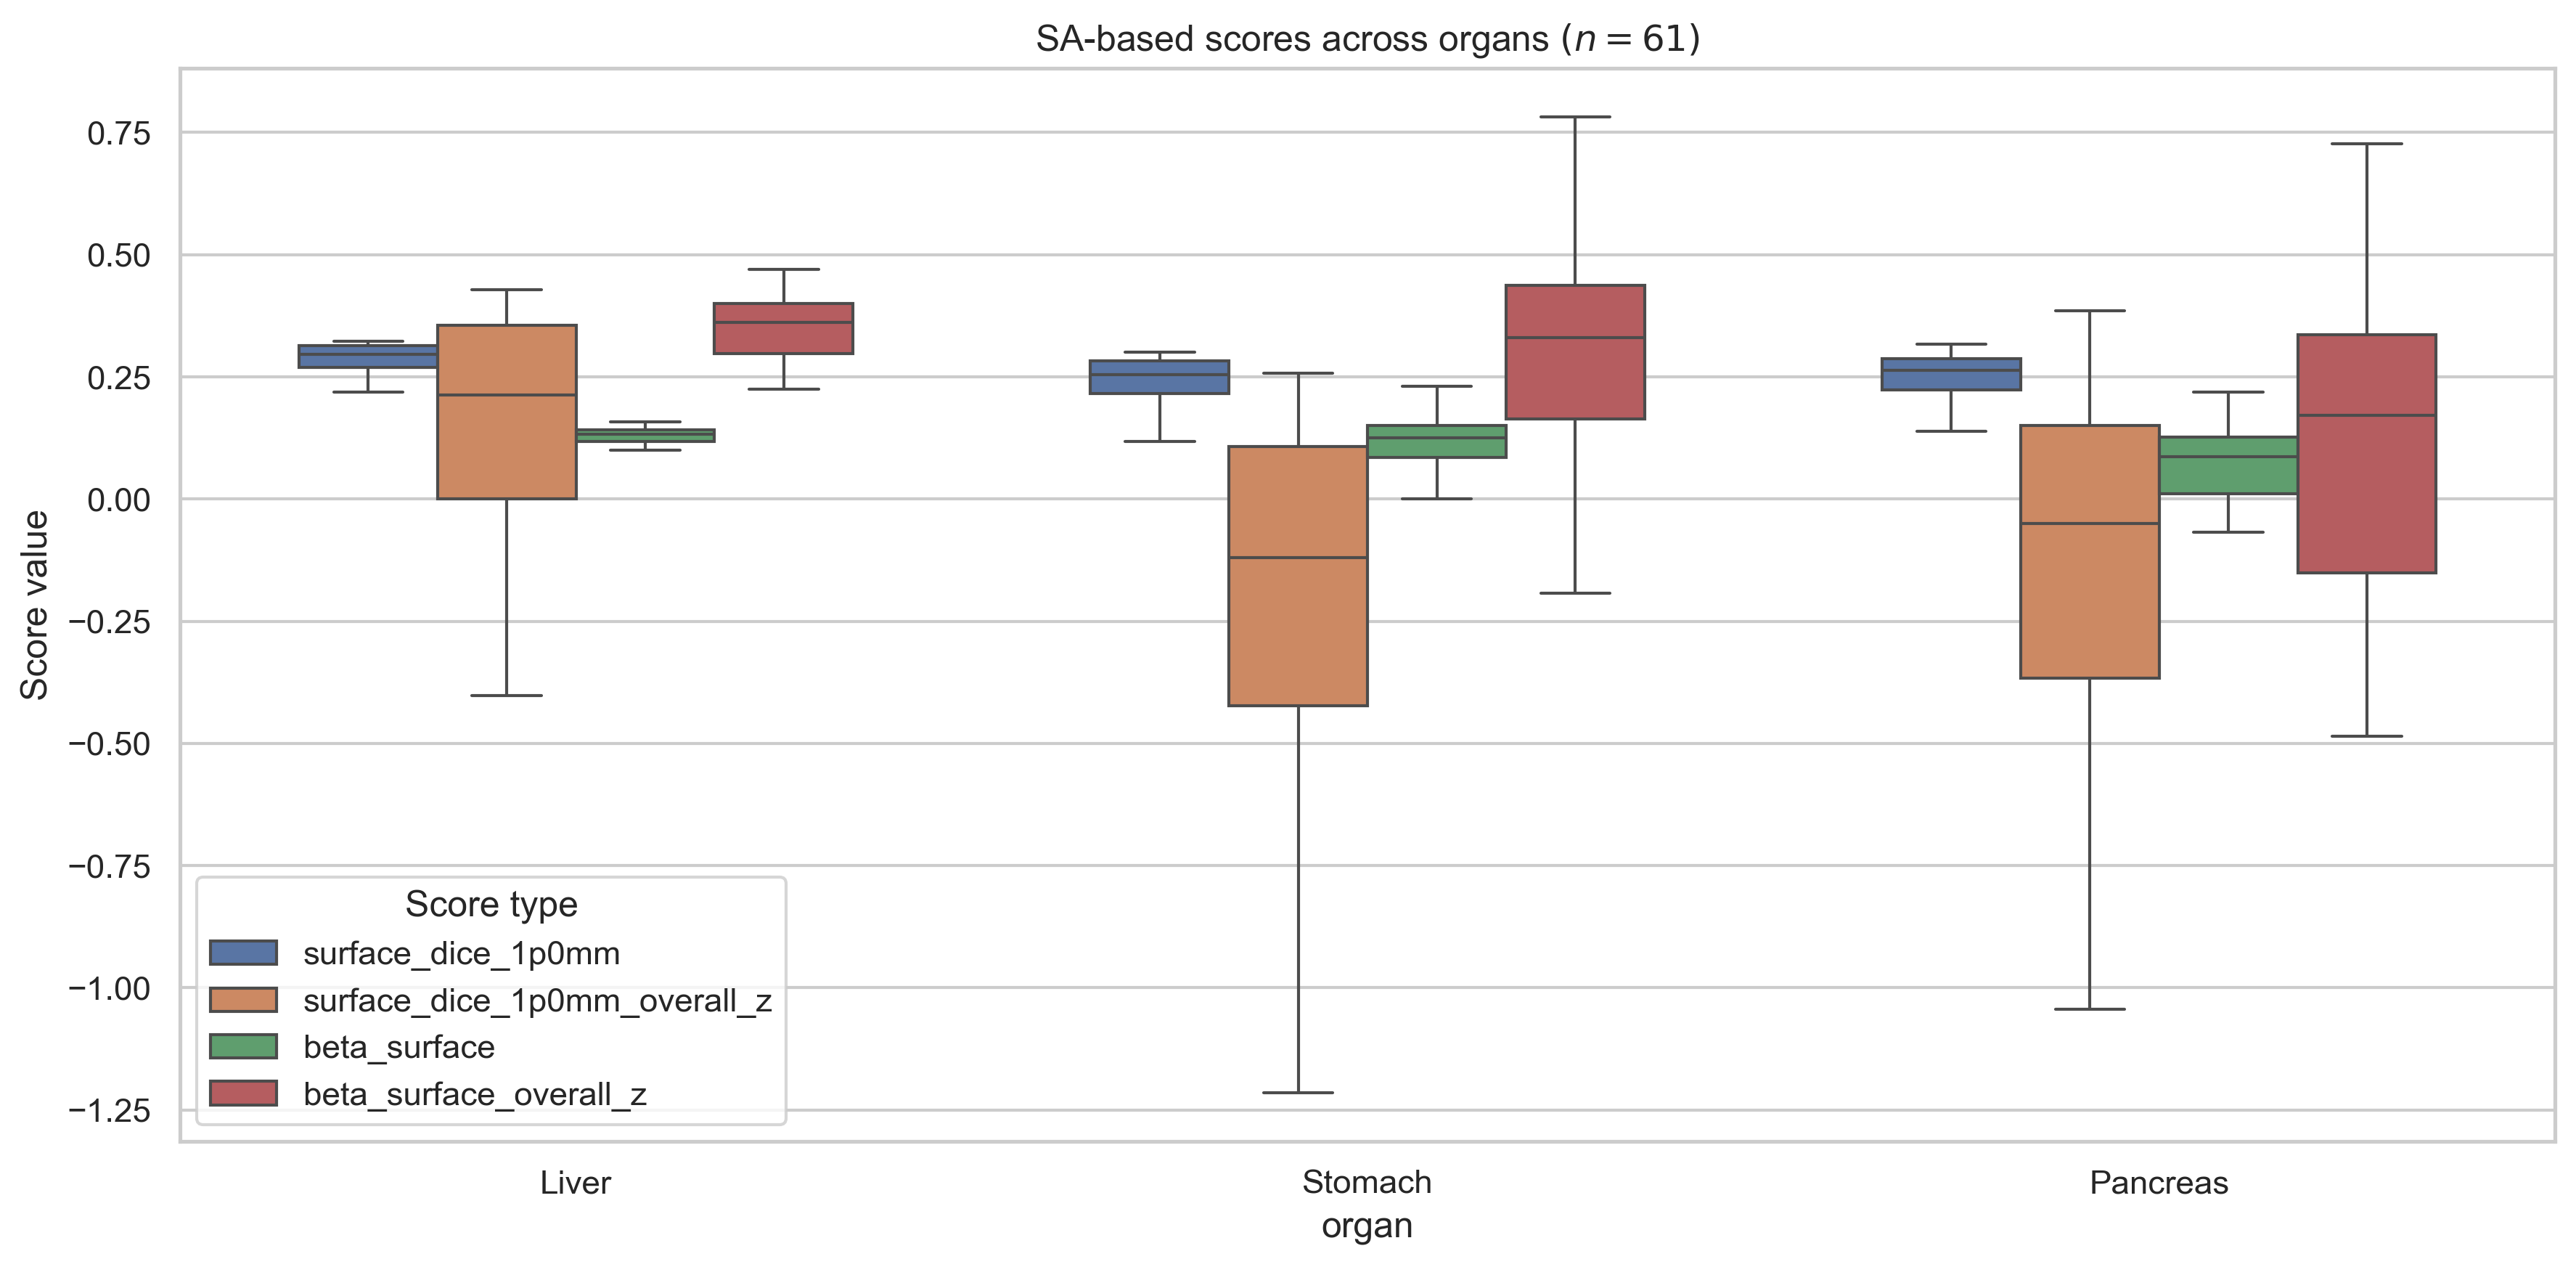 SA-based scores across organs (n = 61)
Score value
0.75
0.50
0.25
0.00
−0.25
−0.50
−0.75
−1.00
−1.25
Score type
surface_dice_1p0mm
surface_dice_1p0mm_overall_z
beta_surface
beta_surface_overall_z
Liver
Stomach
Pancreas
organ